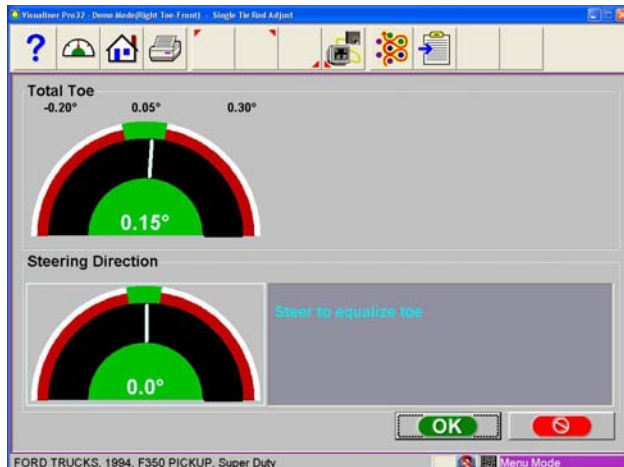 Visualiner Pro32 - Demo Mode(Right Toe-Front) - Single Tie Rod Adjust
?
Total Toe
-0.20° 0.05° 0.30°
0.15°
Steering Direction
Steer to equalize toe
0.0°
OK
FORD TRUCKS, 1994, F350 PICKUP, Super Duty Menu Mode